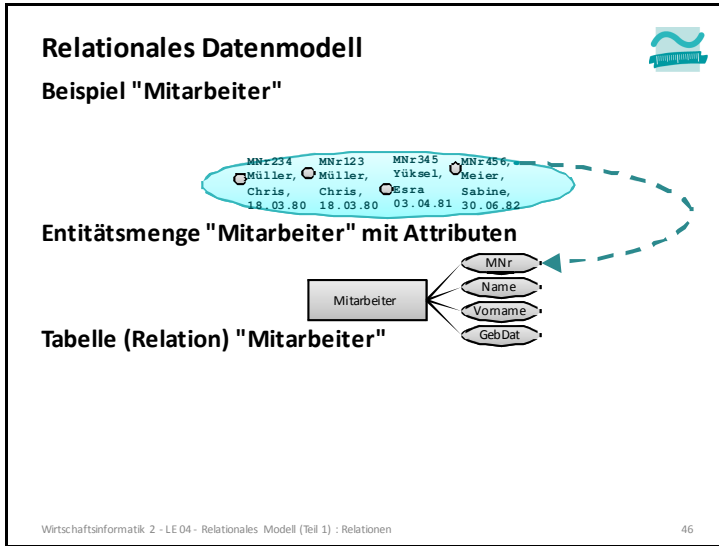 Relationales Datenmodell
Beispiel "Mitarbeiter"
MNr234 MNr123 MNr345 MNr456,
Müller, Müller, Yüksel, Meier,
Chris, Chris, Esra Sabine,
18.03.80 18.03.80 03.04.81 30.06.82
Entitätsmenge "Mitarbeiter" mit Attributen
MNr
Name
Mitarbeiter
Vorname
GebDat
Tabelle (Relation) "Mitarbeiter"
Wirtschaftsinformatik 2 - LE 04 - Relationales Modell (Teil 1) : Relationen 46